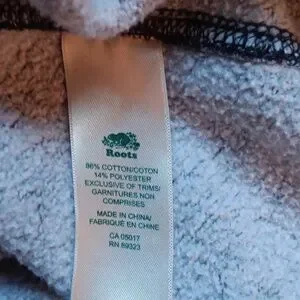 Roots
86% COTTON/COTON
14% POLYESTER
EXCLUSIVE OF TRIMS/
GARNITURES NON
COMPRISES
MADE IN CHINA/
FABRIQUÉ EN CHINE
CA 05017
RN 89323